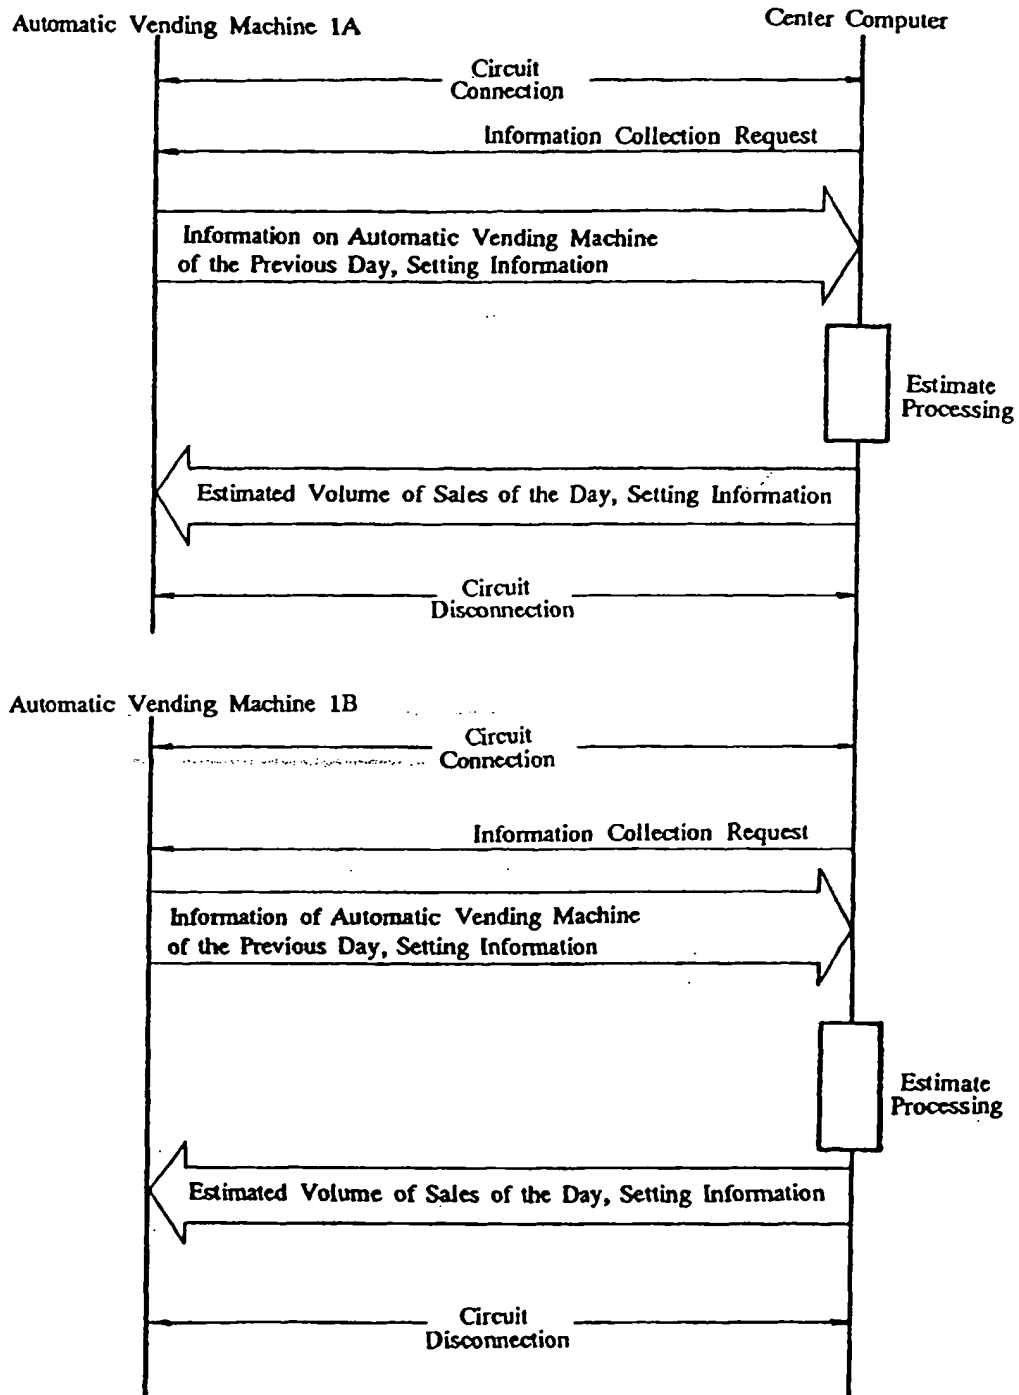 Automatic Vending Machine 1A
Center Computer
Circuit
Connection
Information Collection Request
Information on Automatic Vending Machine
of the Previous Day, Setting Information
Estimate
Processing
Estimated Volume of Sales of the Day, Setting Information
Circuit
Disconnection
Automatic Vending Machine 1B
Circuit
Connection
Information Collection Request
Information of Automatic Vending Machine
of the Previous Day, Setting Information
Estimate
Processing
Estimated Volume of Sales of the Day, Setting Information
Circuit
Disconnection